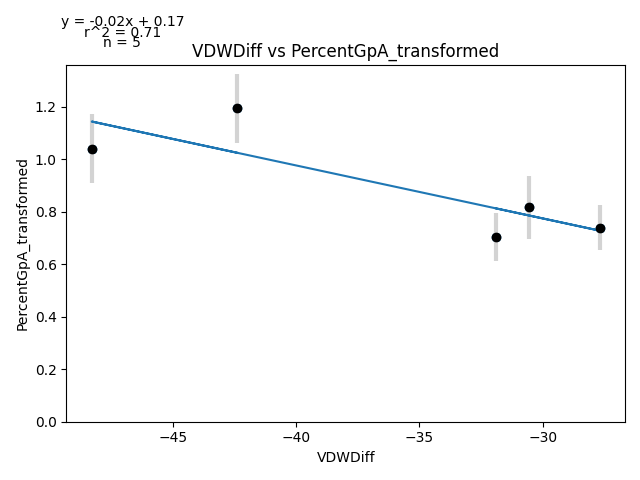 y = -0.02x + 0.17
r^2 = 0.71
n = 5
VDWDiff vs PercentGpA_transformed
PercentGpA_transformed
1.2
1.0
0.8
0.6
0.4
0.2
0.0
−45
−40
−35
−30
VDWDiff